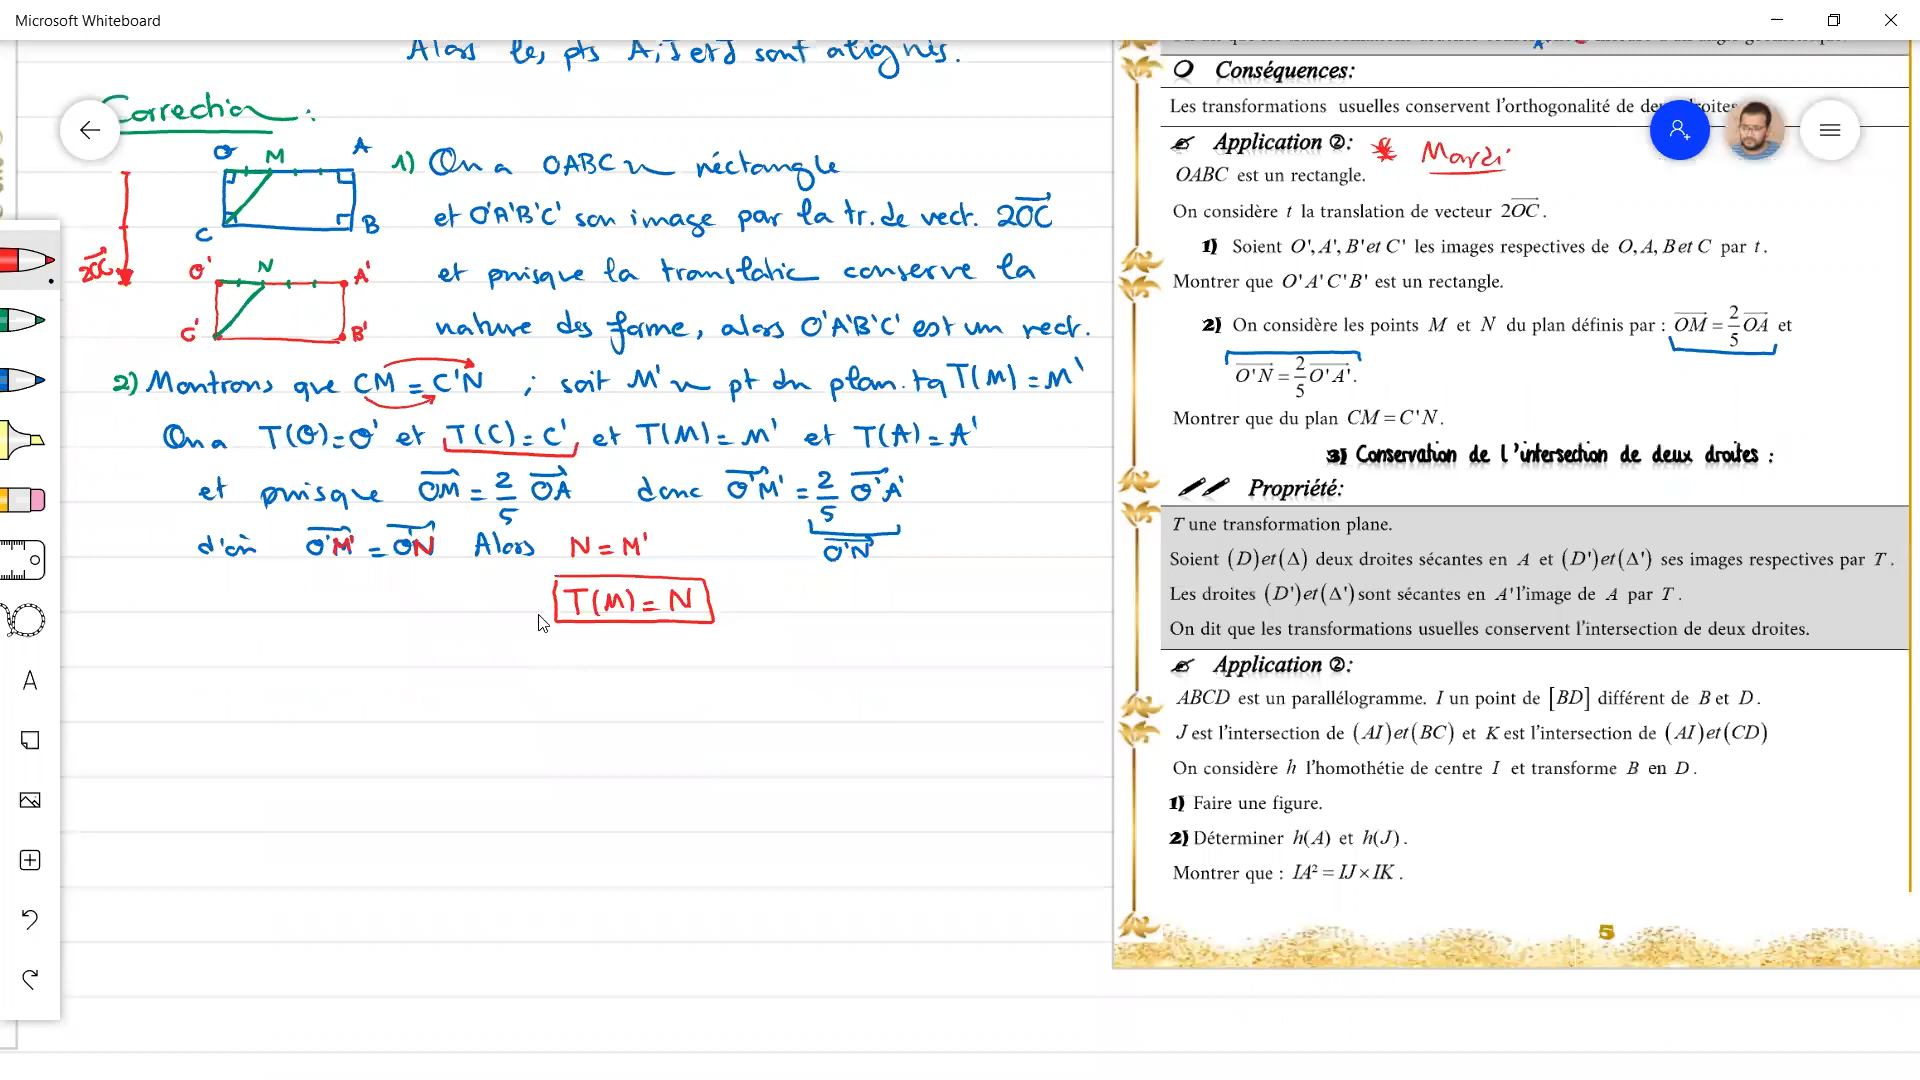 Microsoft Whiteboard
Alors les pts A, I et J sont alignés.
Correction :
O M A
C B
2OC
O' N A'
C' B'
1) On a OABC un réctangle
et O'A'B'C' son image par la tr. de vect. 2OC
et puisque la translatio conserve la
nature des forme, alors O'A'B'C' est un rect.
2) Montrons que CM = C'N ; soit M' un pt du plan. tq T(M) = M'
On a T(O)=O' et T(C)=C' et T(M)=M' et T(A)=A'
et puisque OM = 2/5 OA donc O'M' = 2/5 O'A'
O'N
d'où O'M' = O'N Alors N = M'
T(M) = N
Conséquences:
Les transformations usuelles conservent l'orthogonalité de deux droites
Application ②: Mardi
OABC est un rectangle.
On considère t la translation de vecteur 2OC.
1) Soient O', A', B' et C' les images respectives de O, A, B et C par t.
Montrer que O'A'C'B' est un rectangle.
2) On considère les points M et N du plan définis par : OM = 2/5 OA et
O'N = 2/5 O'A'.
Montrer que du plan CM = C'N.
3) Conservation de l'intersection de deux droites :
Propriété:
T une transformation plane.
Soient (D) et (Δ) deux droites sécantes en A et (D') et (Δ') ses images respectives par T.
Les droites (D') et (Δ') sont sécantes en A' l'image de A par T.
On dit que les transformations usuelles conservent l'intersection de deux droites.
Application ②:
ABCD est un parallélogramme. I un point de [BD] différent de B et D.
J est l'intersection de (AI) et (BC) et K est l'intersection de (AI) et (CD)
On considère h l'homothétie de centre I et transforme B en D.
1) Faire une figure.
2) Déterminer h(A) et h(J).
Montrer que : IA² = IJ × IK.
5